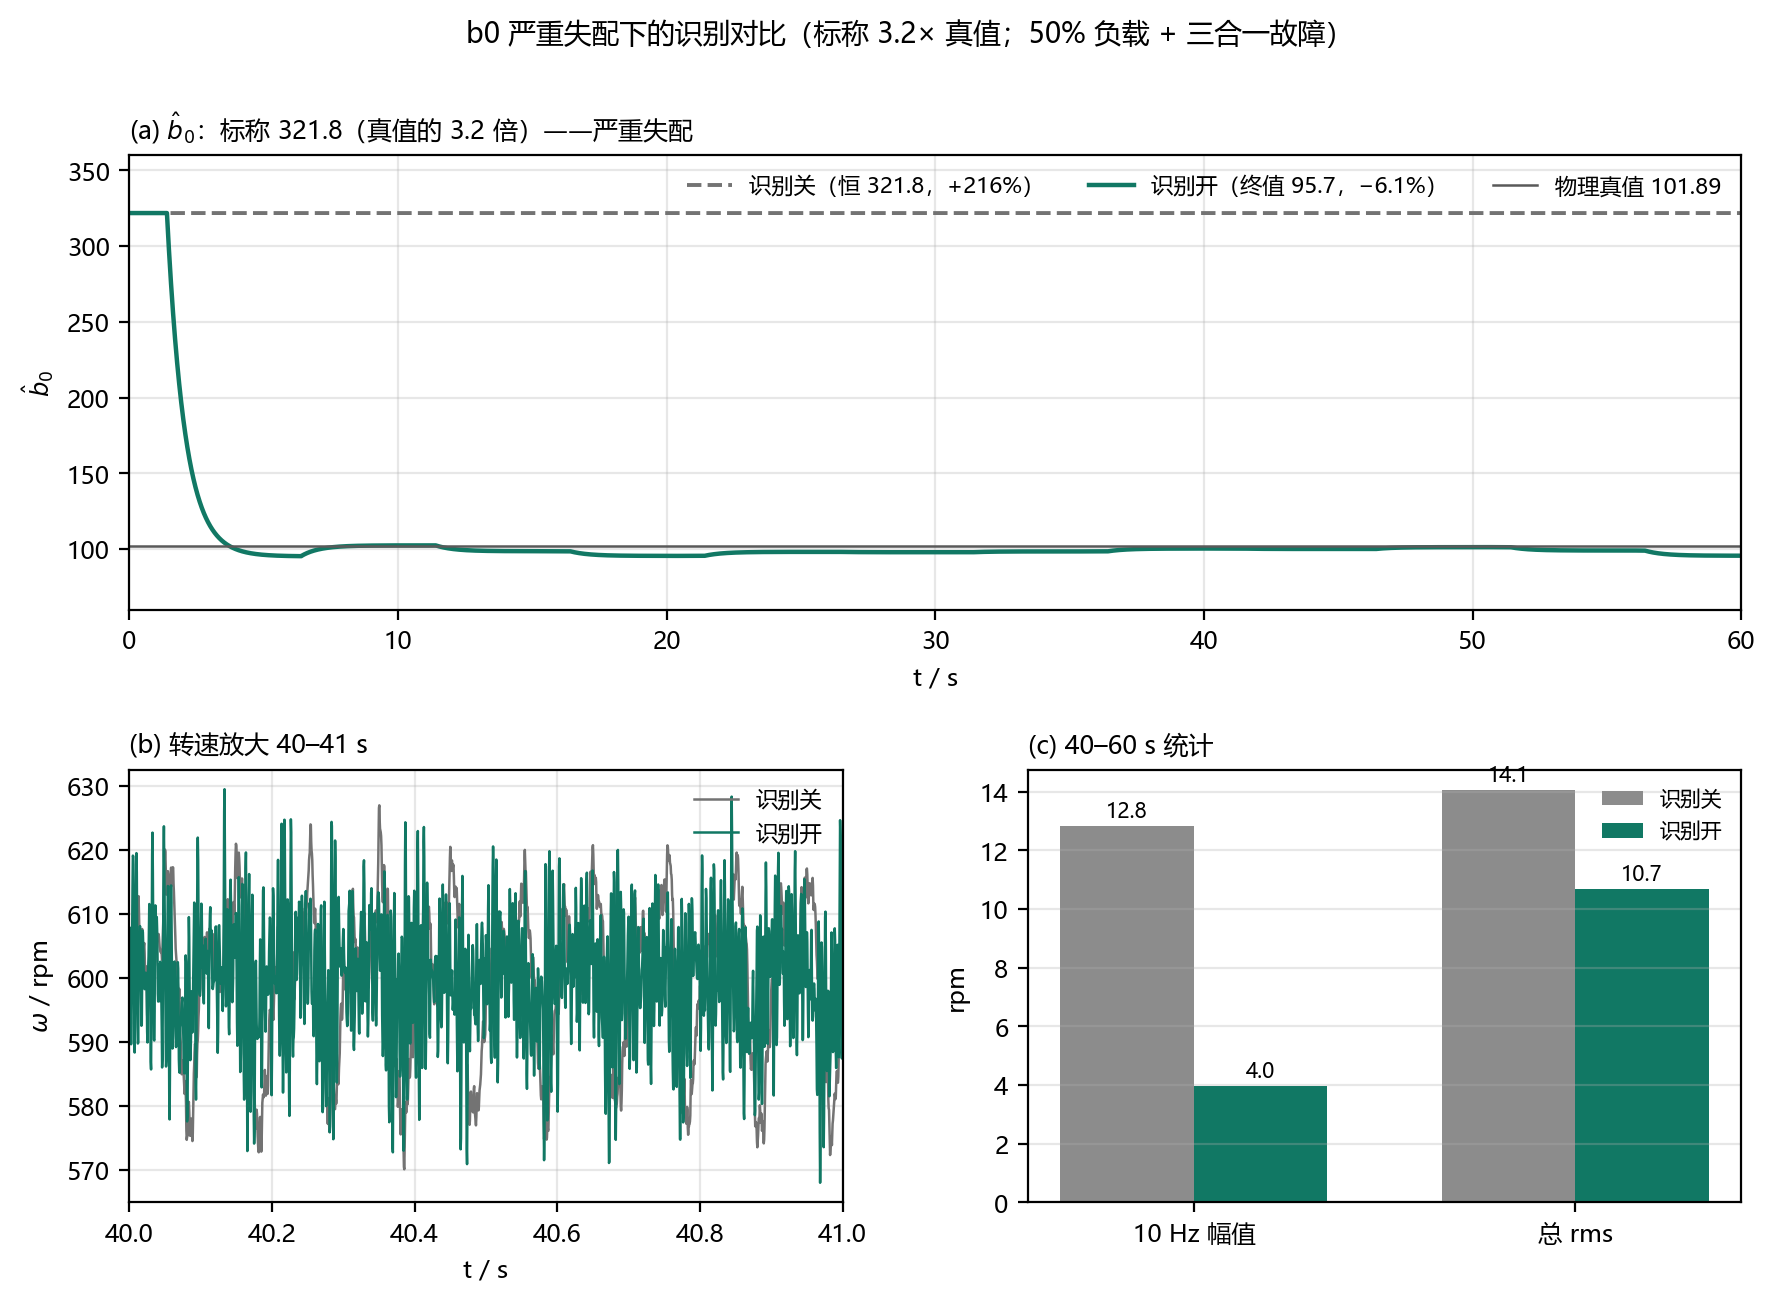 b0 严重失配下的识别对比（标称 3.2× 真值；50% 负载 + 三合一故障）
(a) b̂₀：标称 321.8（真值的 3.2 倍）——严重失配
识别关（恒 321.8，+216%） 识别开（终值 95.7，−6.1%） 物理真值 101.89
350
300
250
200
150
100
b̂₀
0 10 20 30 40 50 60
t / s
(b) 转速放大 40–41 s
识别关
识别开
630
620
610
600
590
580
570
ω / rpm
40.0 40.2 40.4 40.6 40.8 41.0
t / s
(c) 40–60 s 统计
识别关
识别开
14
12
10
8
6
4
2
0
rpm
12.8
4.0
14.1
10.7
10 Hz 幅值 总 rms